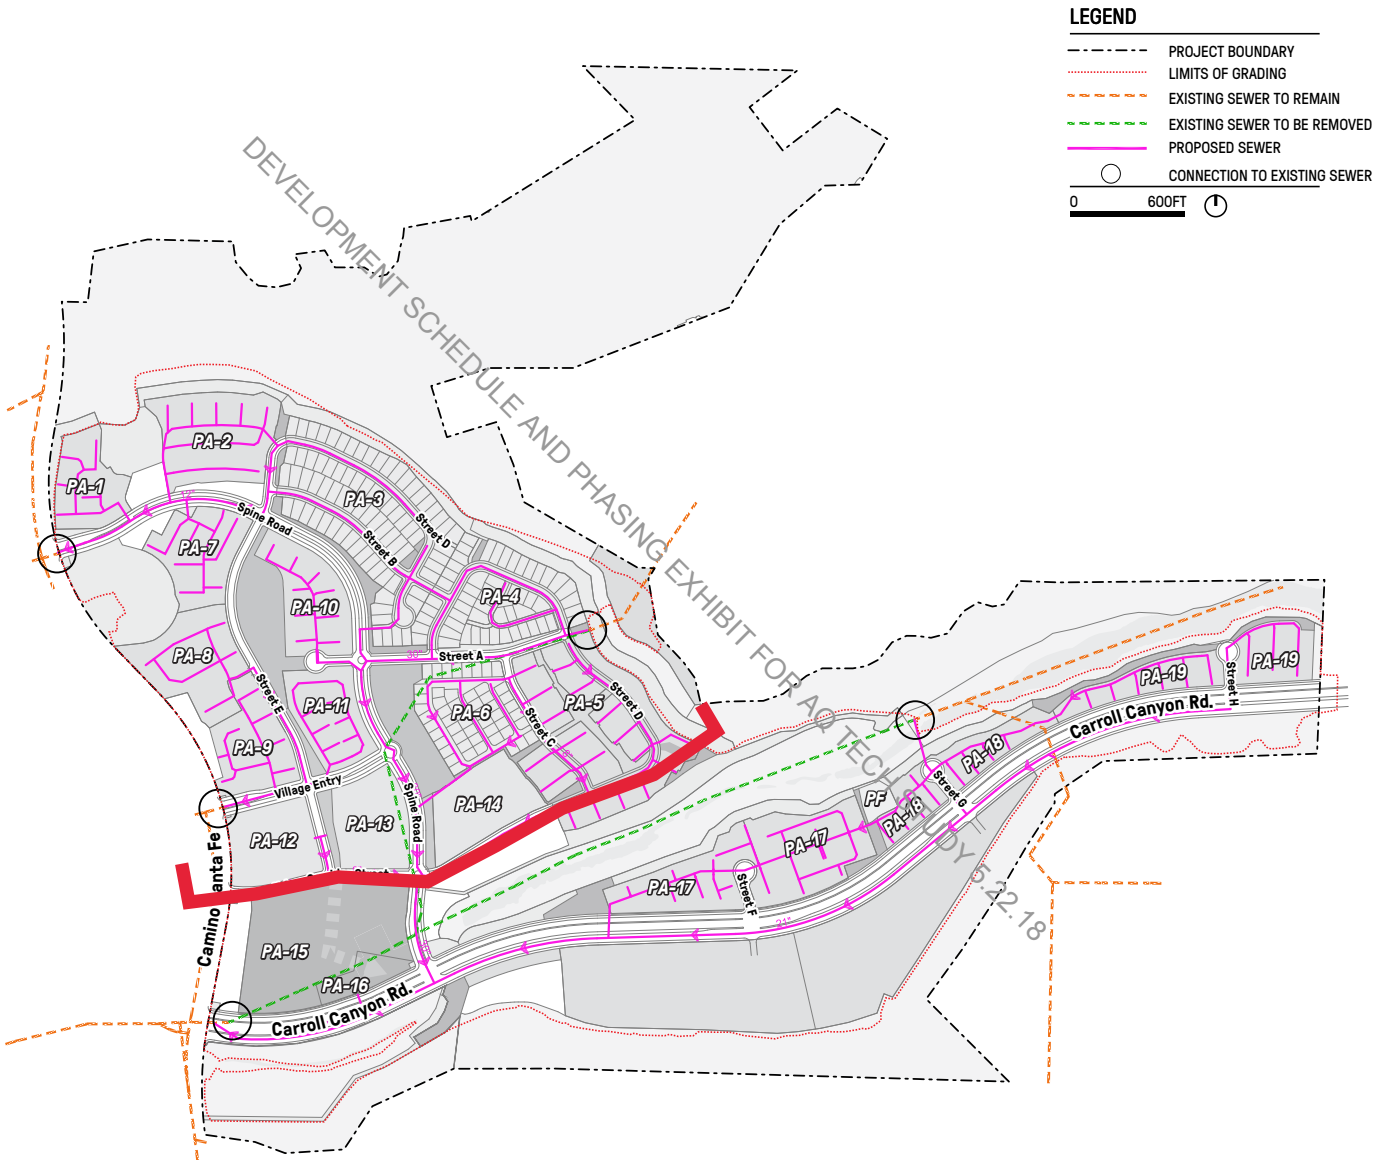 LEGEND
PROJECT BOUNDARY
LIMITS OF GRADING
EXISTING SEWER TO REMAIN
EXISTING SEWER TO BE REMOVED
PROPOSED SEWER
CONNECTION TO EXISTING SEWER
0 600FT
DEVELOPMENT SCHEDULE AND PHASING EXHIBIT FOR AQ TECH STUDY 5.22.18
PA-2
PA-1
PA-3
Spine Road
Street D
Street B
PA-7
PA-10
PA-4
Street A
30"
PA-8
Street E
PA-11
PA-6
PA-5
Street D
Street C
PA-9
Village Entry
Spine Road
PA-14
PA-13
PA-12
Street
Camino
anta Fe
PA-15
PA-16
Carroll Canyon Rd.
PA-19
PA-19
Street H
Carroll Canyon Rd.
PA-18
Street G
PF
PA-18
PA-17
PA-17
Street F
21"